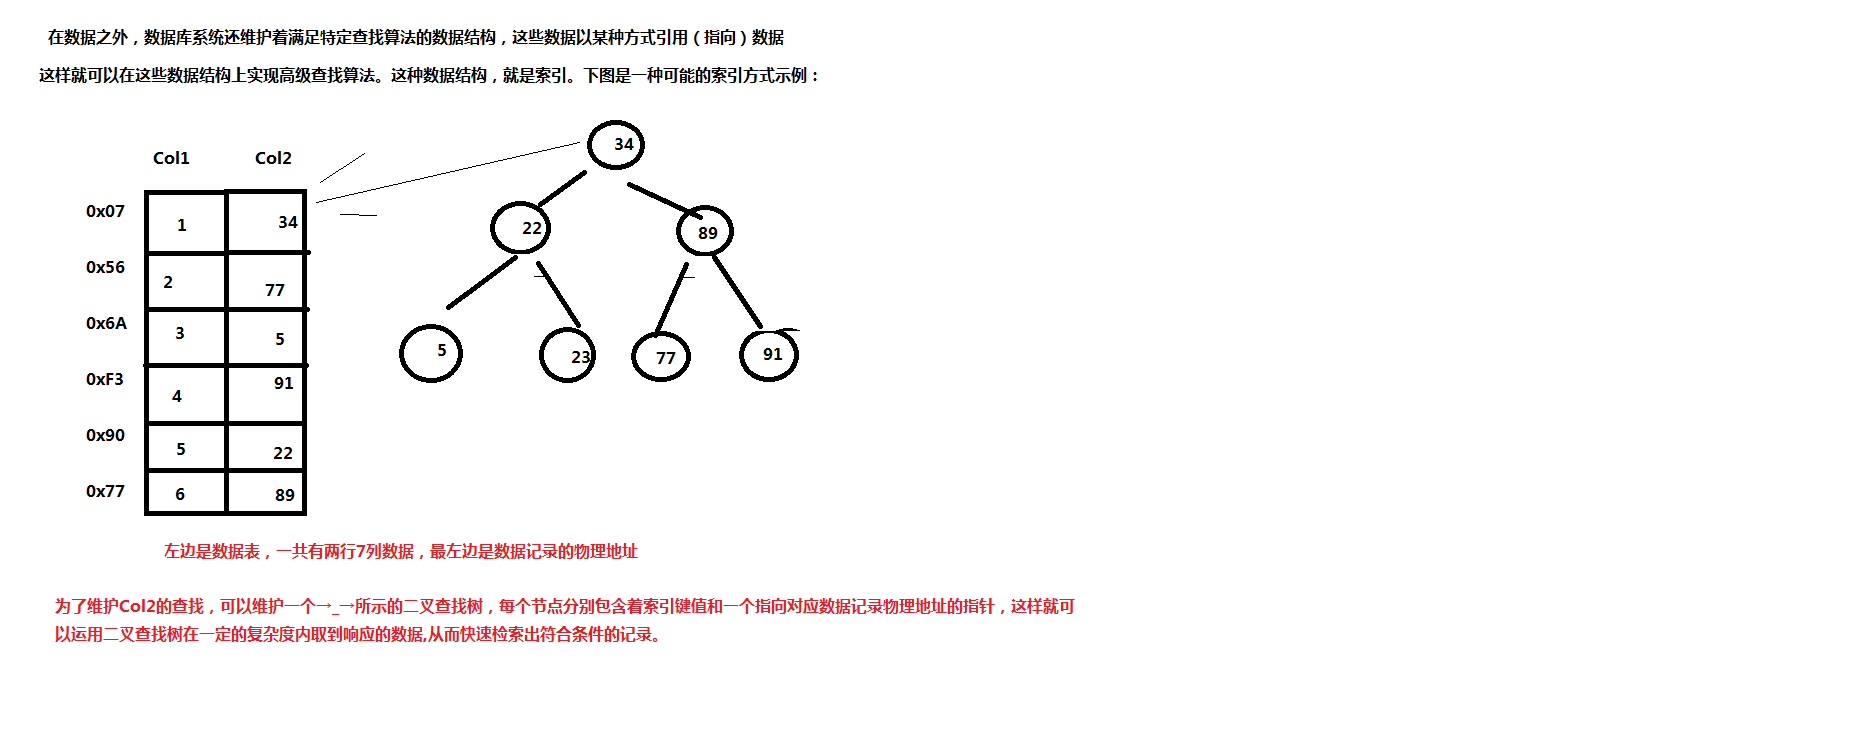 在数据之外，数据库系统还维护着满足特定查找算法的数据结构，这些数据以某种方式引用（指向）数据
这样就可以在这些数据结构上实现高级查找算法。这种数据结构，就是索引。下图是一种可能的索引方式示例：
34
Col1 Col2
0x07 1 34
22 89
0x56 2 77
0x6A 3 5
5 23 77 91
0xF3 4 91
0x90 5 22
0x77 6 89
左边是数据表，一共有两行7列数据，最左边是数据记录的物理地址
为了维护Col2的查找，可以维护一个→_→所示的二叉查找树，每个节点分别包含着索引键值和一个指向对应数据记录物理地址的指针，这样就可
以运用二叉查找树在一定的复杂度内取到响应的数据,从而快速检索出符合条件的记录。